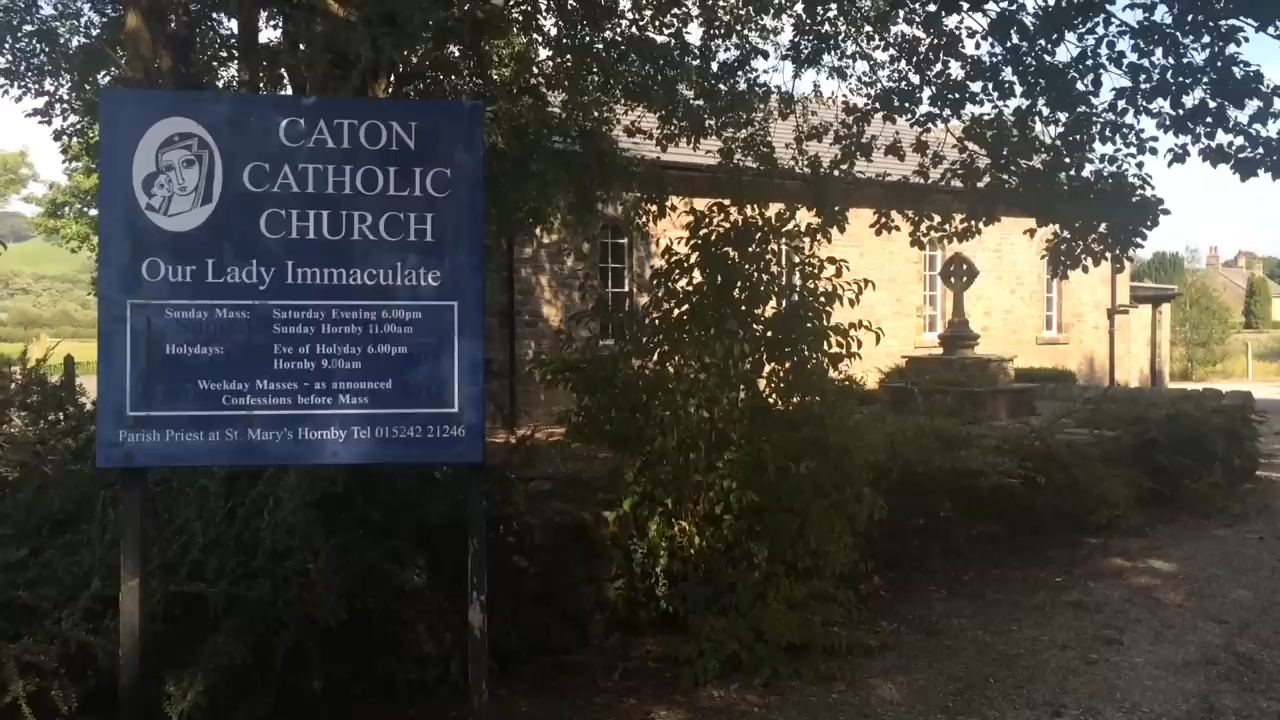 CATON
CATHOLIC
CHURCH
Our Lady Immaculate
Sunday Mass: Saturday Evening 6.00pm
Sunday Hornby 11.00am
Holydays: Eve of Holyday 6.00pm
Hornby 9.00am
Weekday Masses - as announced
Confessions before Mass
Parish Priest at St. Mary's Hornby Tel 015242 21246